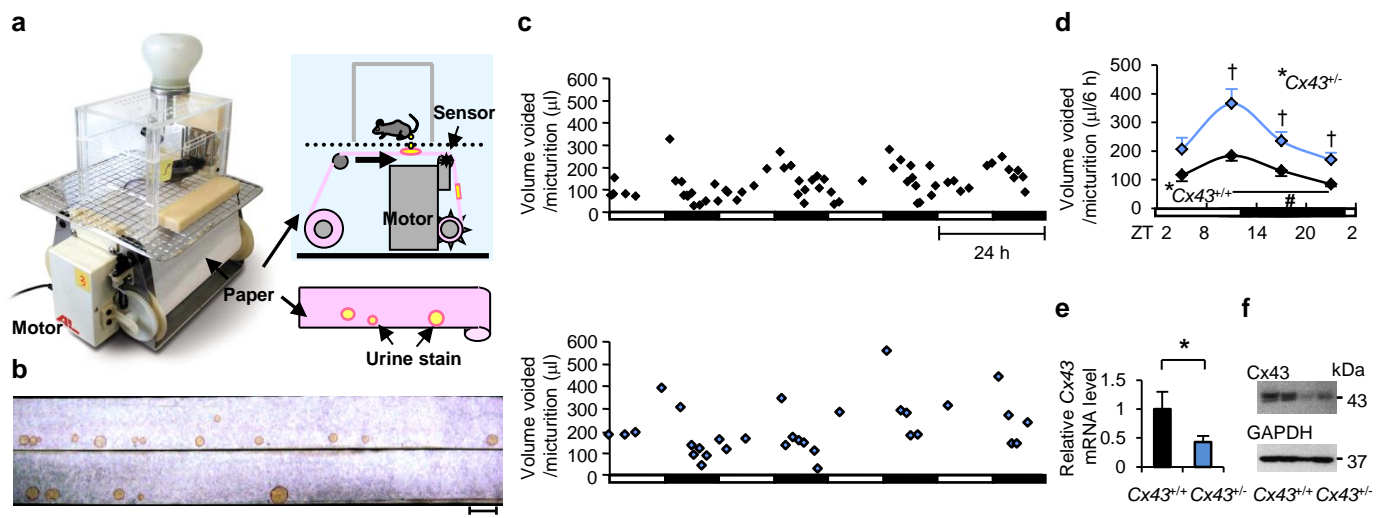 a
Sensor
Motor
Paper
Motor
3
AL
Urine stain
b
c
Volume voided
/micturition (μl)
600
500
400
300
200
100
0
24 h
Volume voided
/micturition (μl)
600
500
400
300
200
100
0
d
Volume voided
/micturition (μl/6 h)
500
400
300
200
100
0
†
†
†
*Cx43+/-
*Cx43+/+
#
ZT 2 8 14 20 2
e
Relative Cx43
mRNA level
1.5
1
0.5
0
*
Cx43+/+ Cx43+/-
f
Cx43
kDa
43
GAPDH
37
Cx43+/+ Cx43+/-